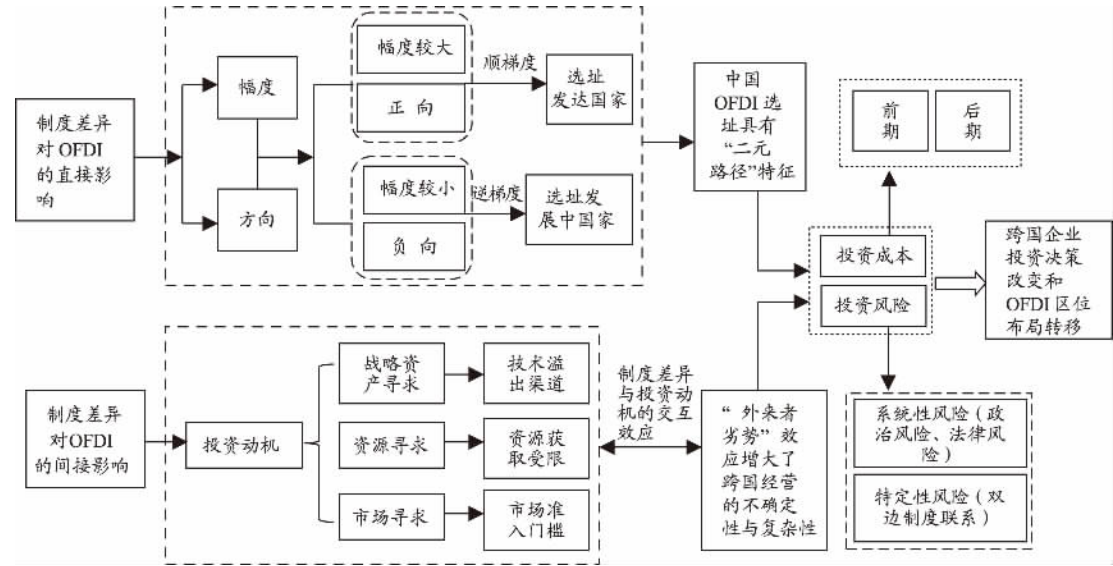 制度差异
对OFDI
的直接影
响
幅度
方向
幅度较大
正向
顺梯度
选址
发达国家
幅度较小
负向
逆梯度
选址发
展中国家
中国
OFDI选
址具有
“二元
路径”特征
前
期
后
期
投资成本
投资风险
跨国企业
投资决策
改变和
OFDI区位
布局转移
制度差异
对OFDI
的间接影响
投资动机
战略资
产寻求
技术溢
出渠道
资源寻求
资源获
取受限
市场寻求
市场准
入门槛
制度差异
与投资动
机的交互
效应
“外来者
劣势”效
应增大了
跨国经营
的不确定
性与复杂性
系统性风险(政
治风险、法律风
险)
特定性风险(双
边制度联系)